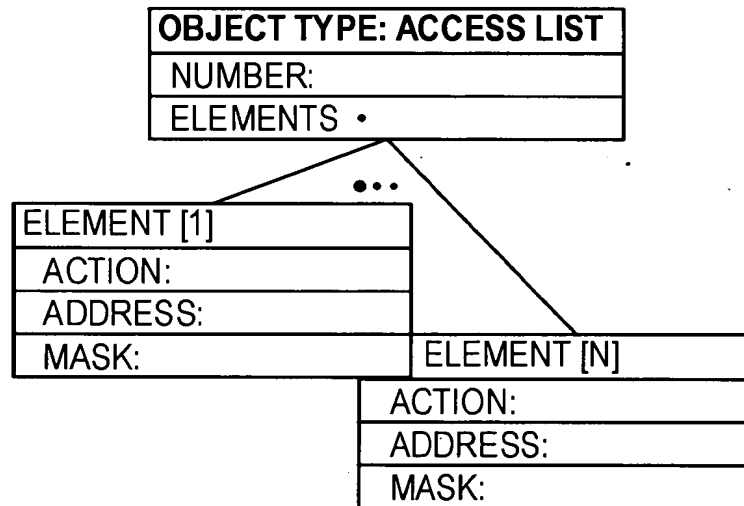 OBJECT TYPE: ACCESS LIST
NUMBER:
ELEMENTS •
•••
ELEMENT [1]
ACTION:
ADDRESS:
MASK:
ELEMENT [N]
ACTION:
ADDRESS:
MASK: